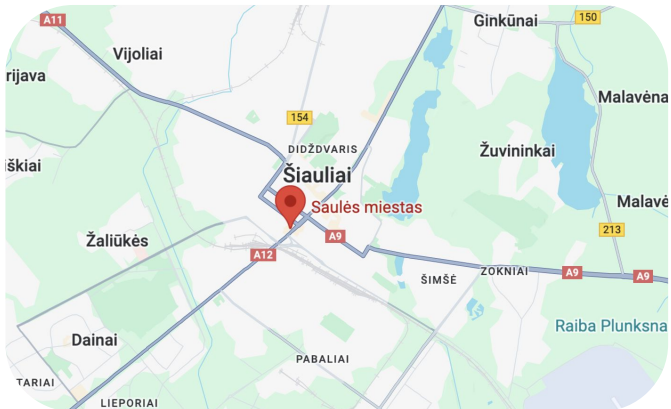 A11
Ginkūnai
150
Vijoliai
rijava
Malavėna
154
DIDŽDVARIS
Žuvininkai
iškiai
Šiauliai
Saulės miestas
Malavė
213
A9
Žaliūkės
A12
ŠIMŠĖ
ZOKNIAI
A9
A9
Raiba Plunksna
Dainai
PABALIAI
TARIAI
LIEPORIAI